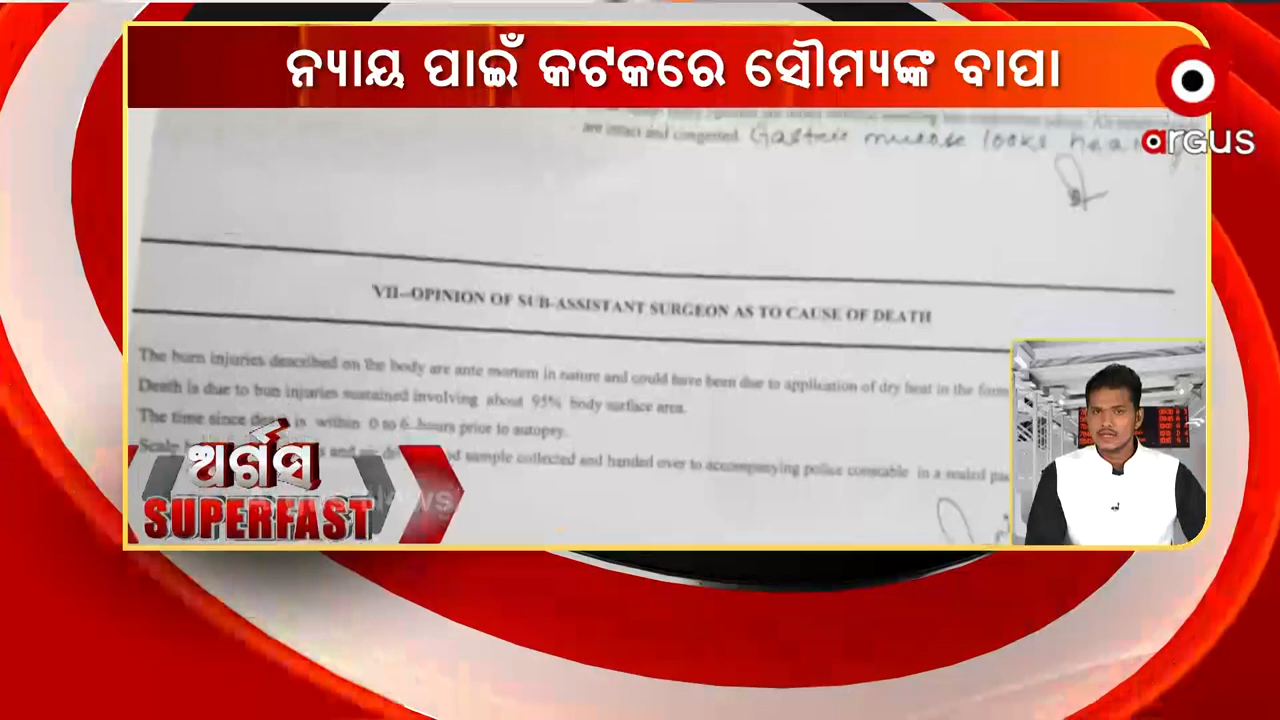 ନ୍ୟାୟ ପାଇଁ କଟକରେ ସୌମ୍ୟଙ୍କ ବାପା
argus
are intact and congested. Gastric mucosa looks
VII--OPINION OF SUB-ASSISTANT SURGEON AS TO CAUSE OF DEATH
The burn injuries described on the body are ante mortem in nature and could have been due to application of dry heat in the form
Death is due to burn injuries sustained involving about 95% body surface area.
The time since death is within 0 to 6 hours prior to autopsy.
sample collected and handed over to accompanying police constable in a sealed
ଅର୍ଗସ
SUPERFAST